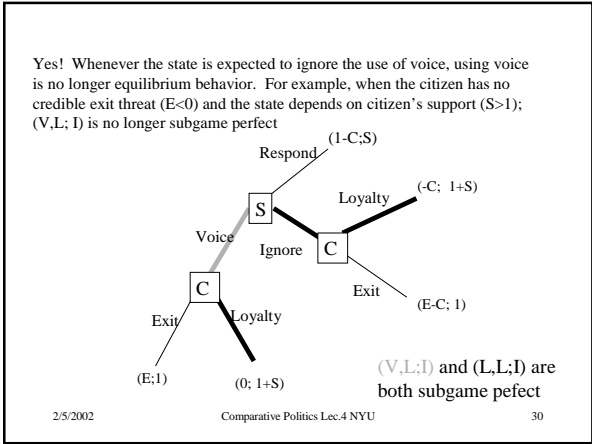 Yes! Whenever the state is expected to ignore the use of voice, using voice
is no longer equilibrium behavior. For example, when the citizen has no
credible exit threat (E<0) and the state depends on citizen's support (S>1);
(V,L; I) is no longer subgame perfect
(1-C;S)
Respond
Loyalty
(-C; 1+S)
S
Voice
Ignore
C
C
Exit
(E-C; 1)
Exit
Loyalty
(E;1)
(0; 1+S)
(V,L;I) and (L,L;I) are
both subgame pefect
2/5/2002
Comparative Politics Lec.4 NYU
30